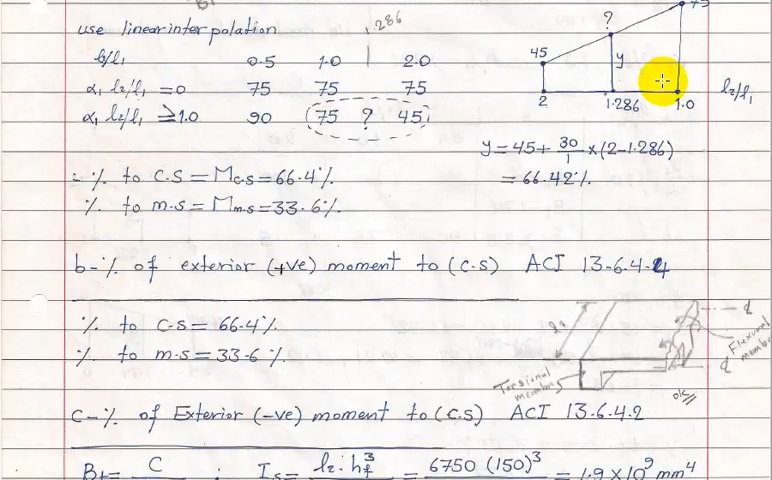 1.286
use linear interpolation
l2/l1 0.5 1.0 2.0
α1 l2/l1 =0 75 75 75
α1 l2/l1 ≥1.0 90 75 ? 45
?
75
45
y
2 1.286 1.0 l2/l1
y = 45 + 30/1 × (2-1.286)
= 66.42%
∴ % to C.S = Mc.s = 66.4%
% to m.s = Mm.s = 33.6%
b-% of exterior (+ve) moment to (c.s) ACI 13-6.4.4
% to c.s = 66.4%
% to m.s = 33.6%
Flexural member
Torsional member
ok
c-% of Exterior (-ve) moment to (c.s) ACI 13.6.4.2
Bt = C ; Is = l2·hf³ = 6750 (150)³ = 1.9 × 10⁹ mm⁴